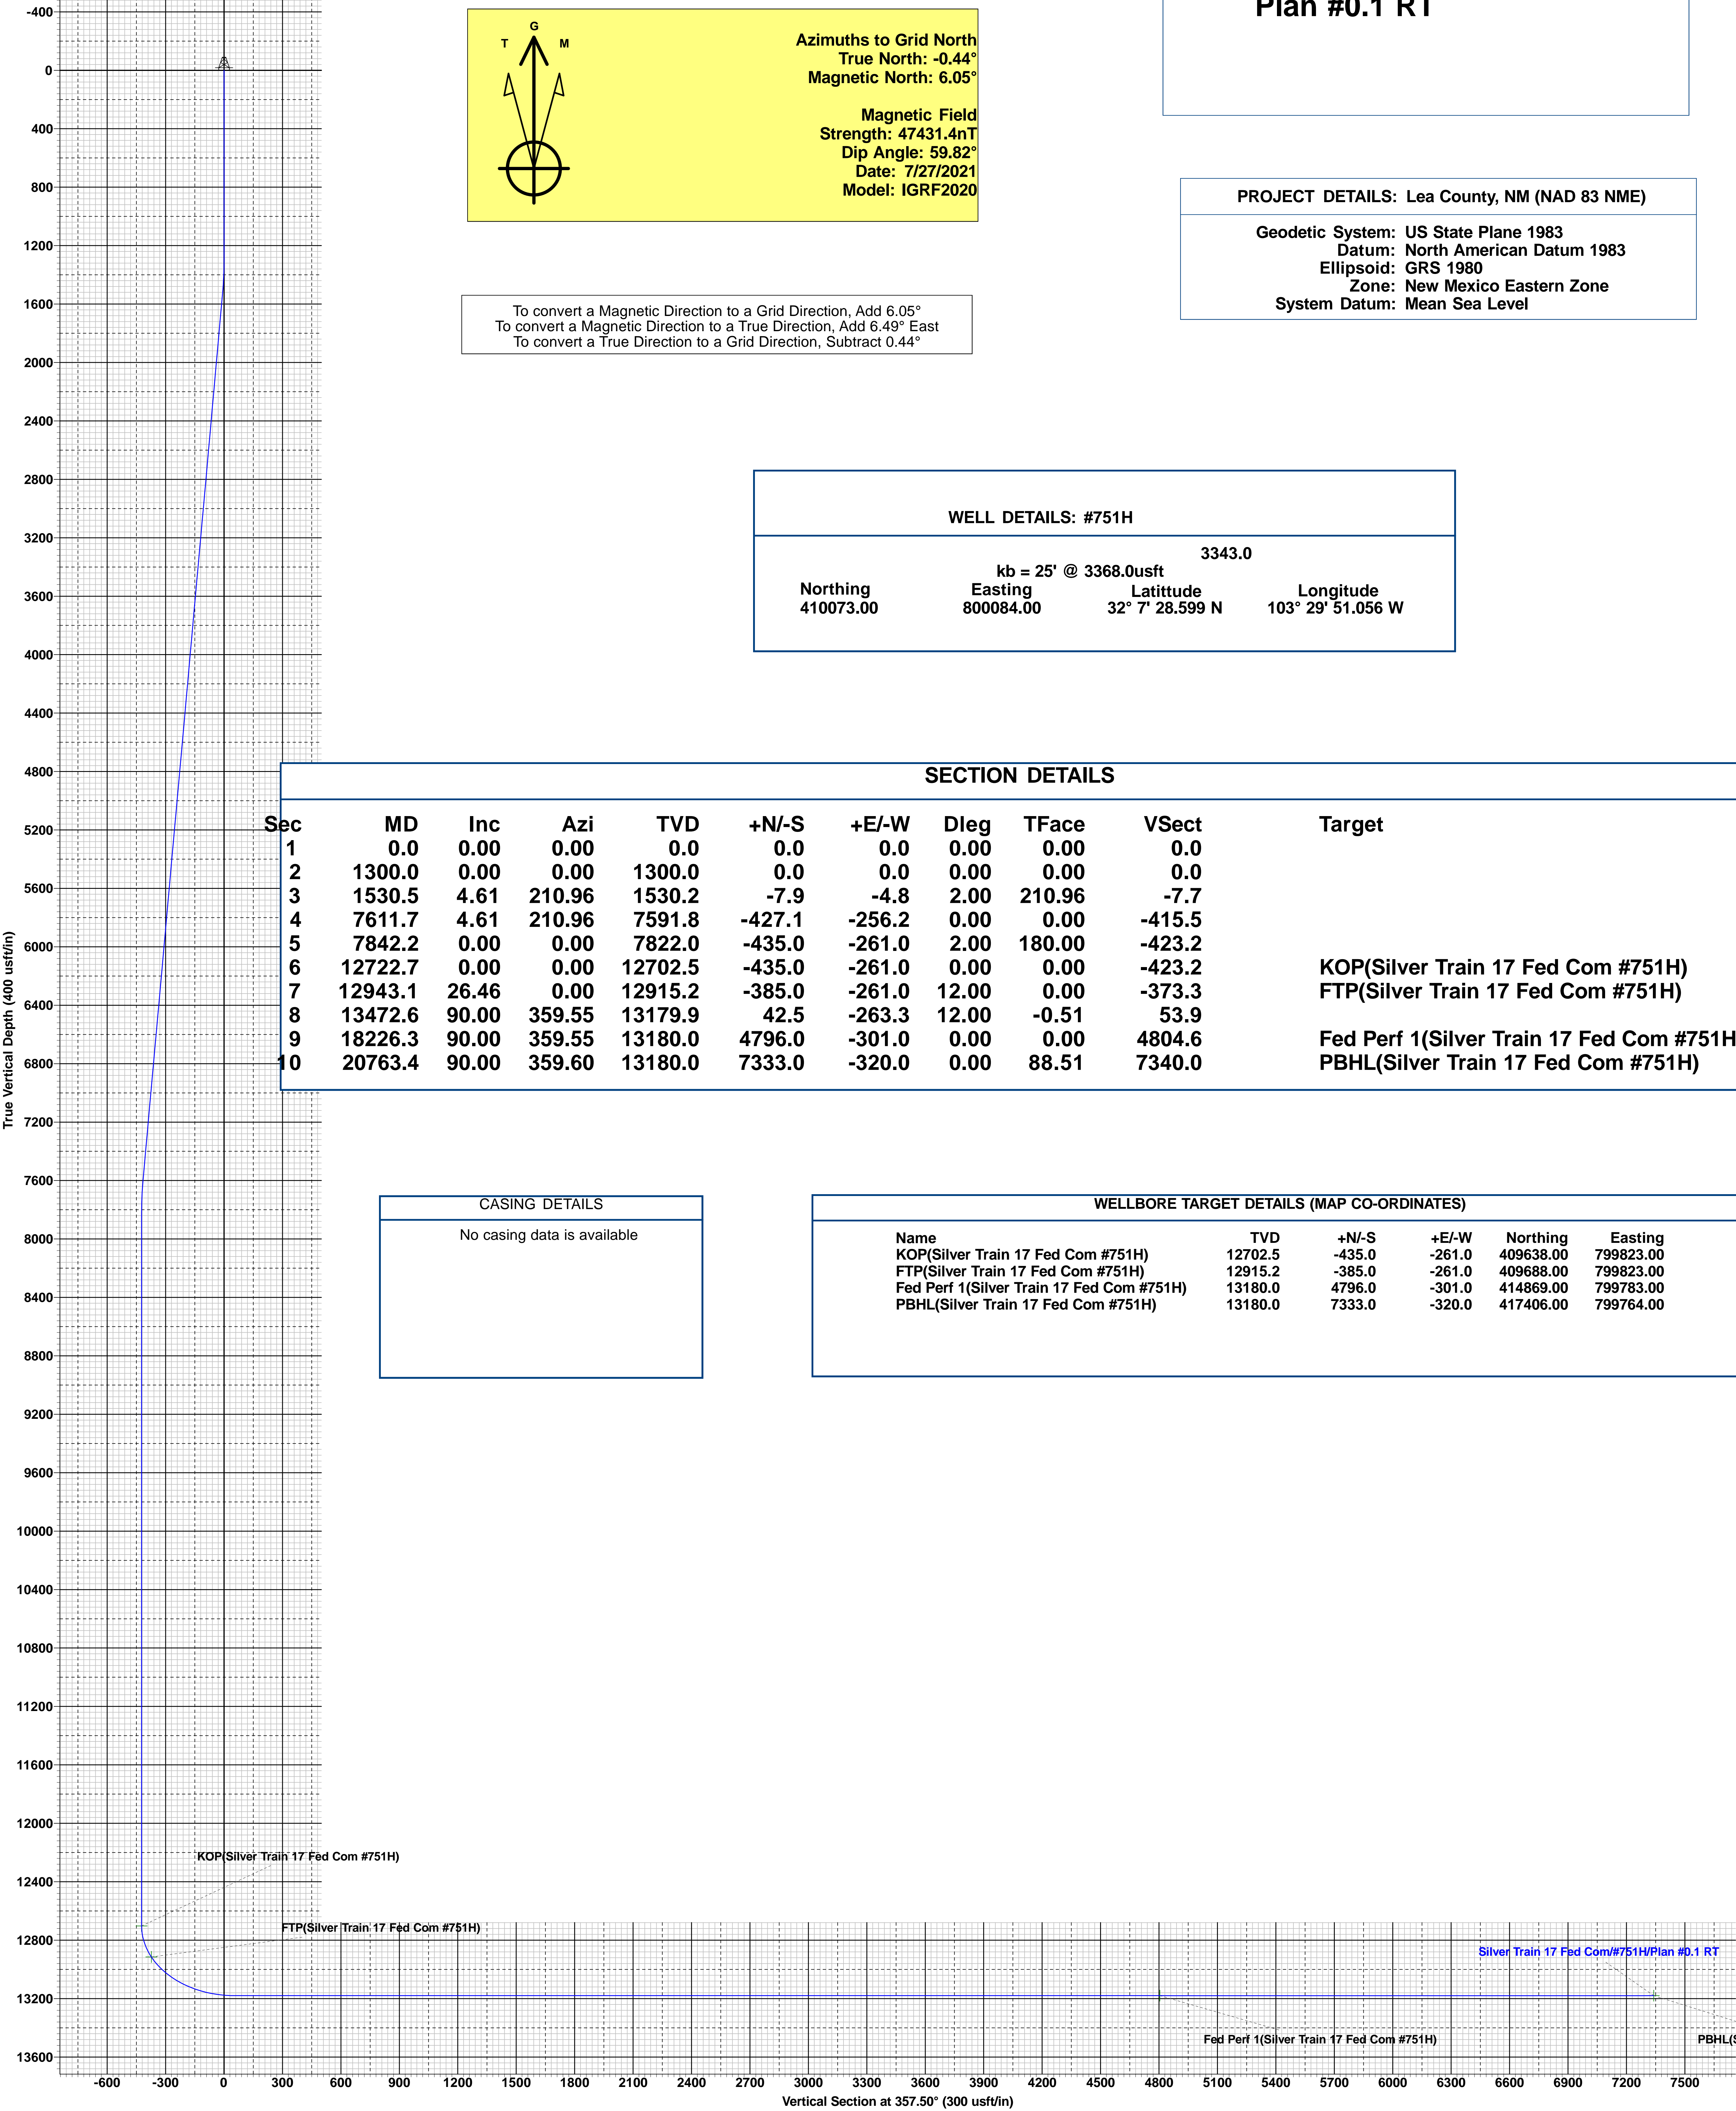 Plan #0.1 RT
T G M
Azimuths to Grid North
True North: -0.44°
Magnetic North: 6.05°
Magnetic Field
Strength: 47431.4nT
Dip Angle: 59.82°
Date: 7/27/2021
Model: IGRF2020
PROJECT DETAILS: Lea County, NM (NAD 83 NME)
Geodetic System: US State Plane 1983
Datum: North American Datum 1983
Ellipsoid: GRS 1980
Zone: New Mexico Eastern Zone
System Datum: Mean Sea Level
To convert a Magnetic Direction to a Grid Direction, Add 6.05°
To convert a Magnetic Direction to a True Direction, Add 6.49° East
To convert a True Direction to a Grid Direction, Subtract 0.44°
WELL DETAILS: #751H
3343.0
kb = 25' @ 3368.0usft
Northing Easting Latittude Longitude
410073.00 800084.00 32° 7' 28.599 N 103° 29' 51.056 W
SECTION DETAILS
Sec MD Inc Azi TVD +N/-S +E/-W Dleg TFace VSect Target
1 0.0 0.00 0.00 0.0 0.0 0.0 0.00 0.00 0.0
2 1300.0 0.00 0.00 1300.0 0.0 0.0 0.00 0.00 0.0
3 1530.5 4.61 210.96 1530.2 -7.9 -4.8 2.00 210.96 -7.7
4 7611.7 4.61 210.96 7591.8 -427.1 -256.2 0.00 0.00 -415.5
5 7842.2 0.00 0.00 7822.0 -435.0 -261.0 2.00 180.00 -423.2
6 12722.7 0.00 0.00 12702.5 -435.0 -261.0 0.00 0.00 -423.2 KOP(Silver Train 17 Fed Com #751H)
7 12943.1 26.46 0.00 12915.2 -385.0 -261.0 12.00 0.00 -373.3 FTP(Silver Train 17 Fed Com #751H)
8 13472.6 90.00 359.55 13179.9 42.5 -263.3 12.00 -0.51 53.9
9 18226.3 90.00 359.55 13180.0 4796.0 -301.0 0.00 0.00 4804.6 Fed Perf 1(Silver Train 17 Fed Com #751H
10 20763.4 90.00 359.60 13180.0 7333.0 -320.0 0.00 88.51 7340.0 PBHL(Silver Train 17 Fed Com #751H)
CASING DETAILS
No casing data is available
WELLBORE TARGET DETAILS (MAP CO-ORDINATES)
Name TVD +N/-S +E/-W Northing Easting
KOP(Silver Train 17 Fed Com #751H) 12702.5 -435.0 -261.0 409638.00 799823.00
FTP(Silver Train 17 Fed Com #751H) 12915.2 -385.0 -261.0 409688.00 799823.00
Fed Perf 1(Silver Train 17 Fed Com #751H) 13180.0 4796.0 -301.0 414869.00 799783.00
PBHL(Silver Train 17 Fed Com #751H) 13180.0 7333.0 -320.0 417406.00 799764.00
True Vertical Depth (400 usft/in)
-400
0
400
800
1200
1600
2000
2400
2800
3200
3600
4000
4400
4800
5200
5600
6000
6400
6800
7200
7600
8000
8400
8800
9200
9600
10000
10400
10800
11200
11600
12000
12400
12800
13200
13600
KOP(Silver Train 17 Fed Com #751H)
FTP(Silver Train 17 Fed Com #751H)
Silver Train 17 Fed Com/#751H/Plan #0.1 RT
Fed Perf 1(Silver Train 17 Fed Com #751H)
PBHL(S
-600 -300 0 300 600 900 1200 1500 1800 2100 2400 2700 3000 3300 3600 3900 4200 4500 4800 5100 5400 5700 6000 6300 6600 6900 7200 7500
Vertical Section at 357.50° (300 usft/in)